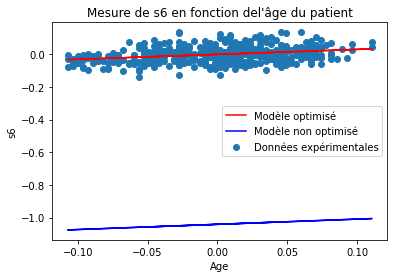 Mesure de s6 en fonction del'âge du patient
0.0
−0.2
−0.4
−0.6
−0.8
−1.0
s6
Modèle optimisé
Modèle non optimisé
Données expérimentales
−0.10
−0.05
0.00
0.05
0.10
Age